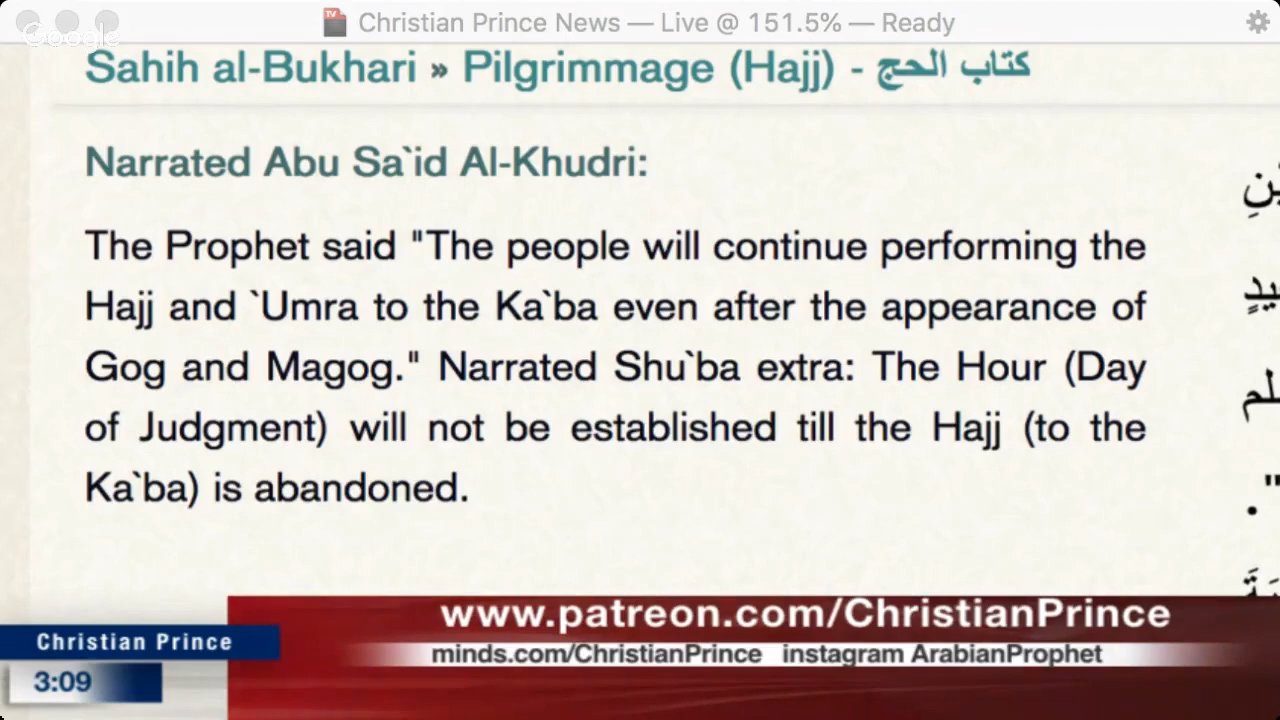 Christian Prince News — Live @ 151.5% — Ready
Google
Sahih al-Bukhari » Pilgrimmage (Hajj) - كتاب الحج
Narrated Abu Sa`id Al-Khudri:
The Prophet said "The people will continue performing the
Hajj and `Umra to the Ka`ba even after the appearance of
Gog and Magog." Narrated Shu`ba extra: The Hour (Day
of Judgment) will not be established till the Hajj (to the
Ka`ba) is abandoned.
www.patreon.com/ChristianPrince
Christian Prince
minds.com/ChristianPrince instagram ArabianProphet
3:09